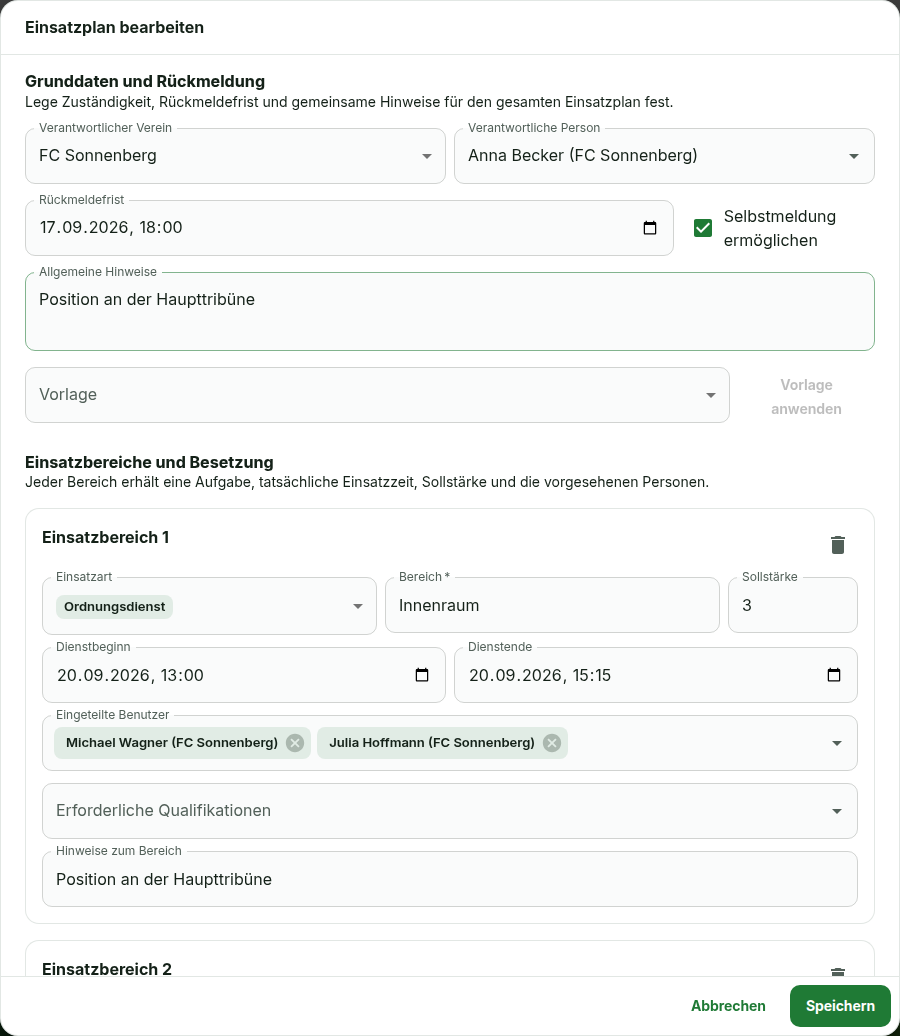 Einsatzplan bearbeiten
Grunddaten und Rückmeldung
Lege Zuständigkeit, Rückmeldefrist und gemeinsame Hinweise für den gesamten Einsatzplan fest.
Verantwortlicher Verein
FC Sonnenberg
Verantwortliche Person
Anna Becker (FC Sonnenberg)
Rückmeldefrist
17.09.2026, 18:00
Selbstmeldung
ermöglichen
Allgemeine Hinweise
Position an der Haupttribüne
Vorlage
Vorlage
anwenden
Einsatzbereiche und Besetzung
Jeder Bereich erhält eine Aufgabe, tatsächliche Einsatzzeit, Sollstärke und die vorgesehenen Personen.
Einsatzbereich 1
Einsatzart
Ordnungsdienst
Bereich *
Innenraum
Sollstärke
3
Dienstbeginn
20.09.2026, 13:00
Dienstende
20.09.2026, 15:15
Eingeteilte Benutzer
Michael Wagner (FC Sonnenberg)
Julia Hoffmann (FC Sonnenberg)
Erforderliche Qualifikationen
Hinweise zum Bereich
Position an der Haupttribüne
Einsatzbereich 2
Abbrechen
Speichern